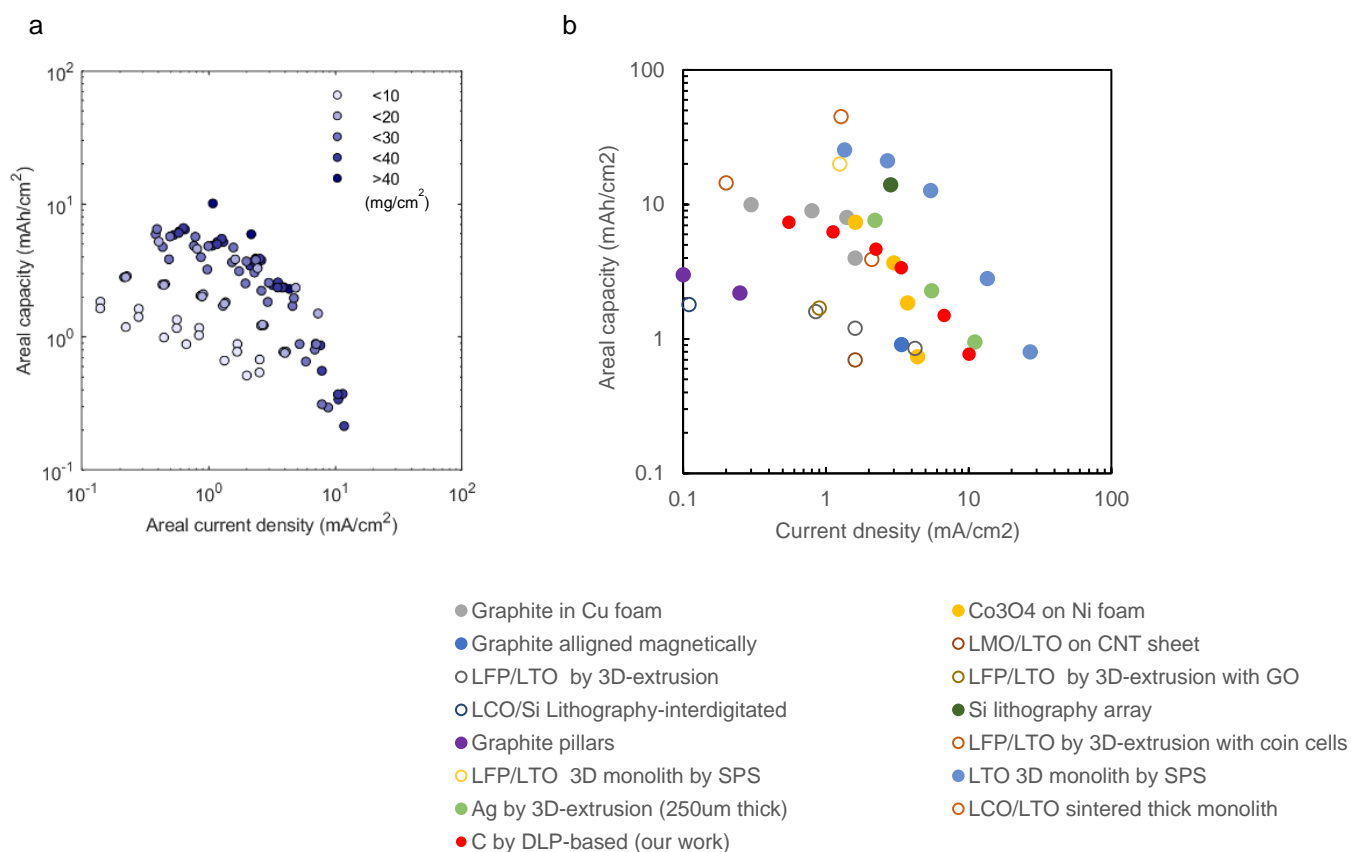 a
b
10^2
10^1
10^0
10^-1
Areal capacity (mAh/cm^2)
<10
<20
<30
<40
>40
(mg/cm^2)
10^-1 10^0 10^1 10^2
Areal current density (mA/cm^2)
100
10
1
0.1
Areal capacity (mAh/cm2)
0.1 1 10 100
Current dnesity (mA/cm2)
Graphite in Cu foam
Co3O4 on Ni foam
Graphite alligned magnetically
LMO/LTO on CNT sheet
LFP/LTO by 3D-extrusion
LFP/LTO by 3D-extrusion with GO
LCO/Si Lithography-interdigitated
Si lithography array
Graphite pillars
LFP/LTO by 3D-extrusion with coin cells
LFP/LTO 3D monolith by SPS
LTO 3D monolith by SPS
Ag by 3D-extrusion (250um thick)
LCO/LTO sintered thick monolith
C by DLP-based (our work)